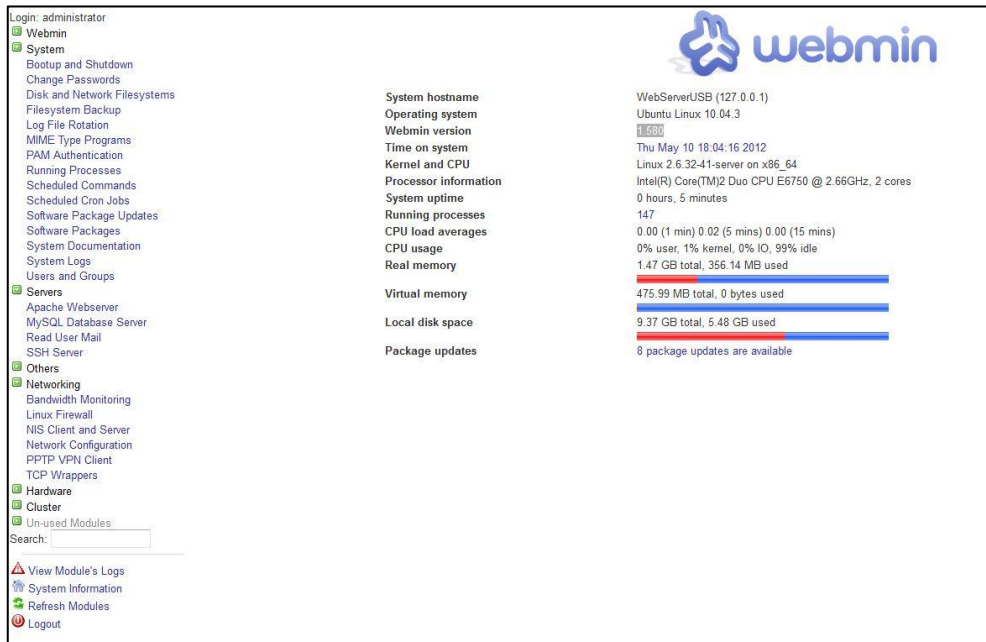 Login: administrator
Webmin
System
Bootup and Shutdown
Change Passwords
Disk and Network Filesystems
Filesystem Backup
Log File Rotation
MIME Type Programs
PAM Authentication
Running Processes
Scheduled Commands
Scheduled Cron Jobs
Software Package Updates
Software Packages
System Documentation
System Logs
Users and Groups
Servers
Apache Webserver
MySQL Database Server
Read User Mail
SSH Server
Others
Networking
Bandwidth Monitoring
Linux Firewall
NIS Client and Server
Network Configuration
PPTP VPN Client
TCP Wrappers
Hardware
Cluster
Un-used Modules
Search:
View Module's Logs
System Information
Refresh Modules
Logout
webmin
System hostname WebServerUSB (127.0.0.1)
Operating system Ubuntu Linux 10.04.3
Webmin version 1.580
Time on system Thu May 10 18:04:16 2012
Kernel and CPU Linux 2.6.32-41-server on x86_64
Processor information Intel(R) Core(TM)2 Duo CPU E6750 @ 2.66GHz, 2 cores
System uptime 0 hours, 5 minutes
Running processes 147
CPU load averages 0.00 (1 min) 0.02 (5 mins) 0.00 (15 mins)
CPU usage 0% user, 1% kernel, 0% IO, 99% idle
Real memory 1.47 GB total, 356.14 MB used
Virtual memory 475.99 MB total, 0 bytes used
Local disk space 9.37 GB total, 5.48 GB used
Package updates 8 package updates are available